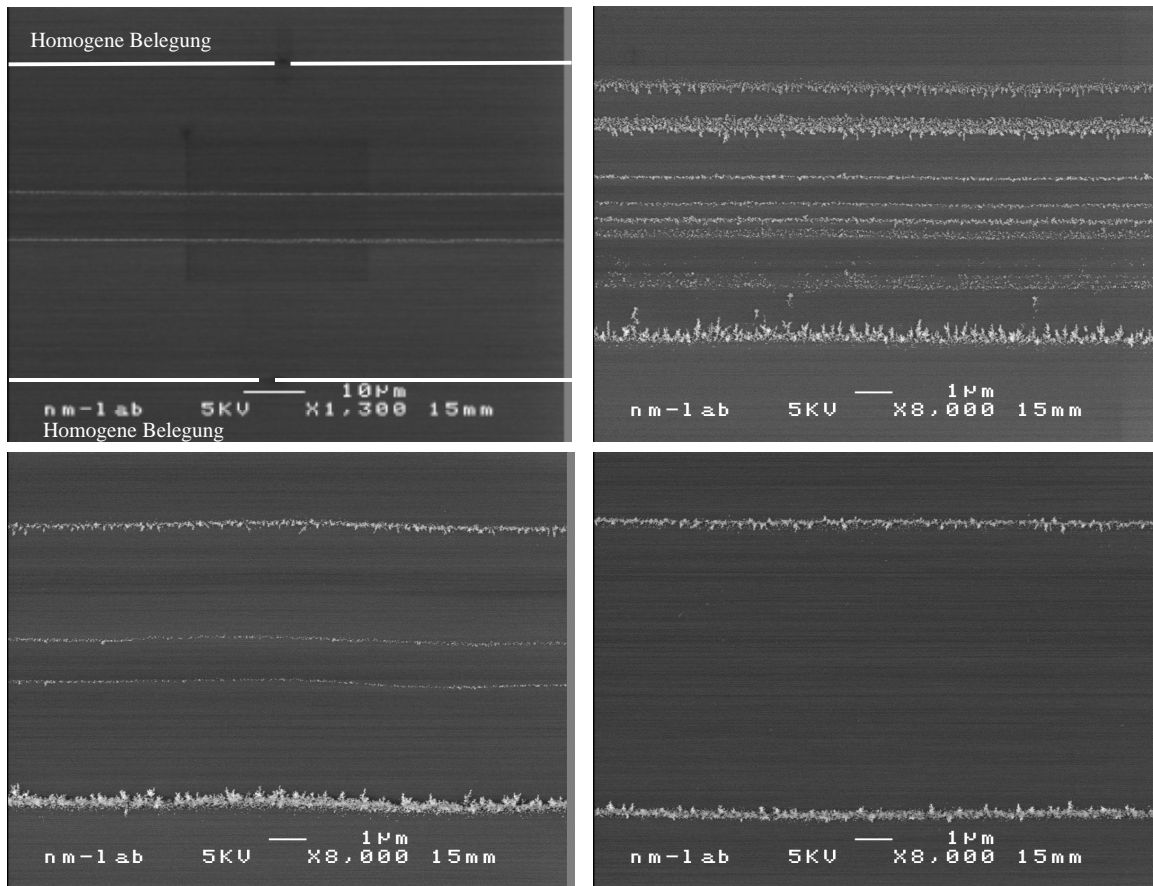 Homogene Belegung
10µm
nm-lab 5KV X1,300 15mm
Homogene Belegung
1µm
nm-lab 5KV X8,000 15mm
1µm
nm-lab 5KV X8,000 15mm
1µm
nm-lab 5KV X8,000 15mm